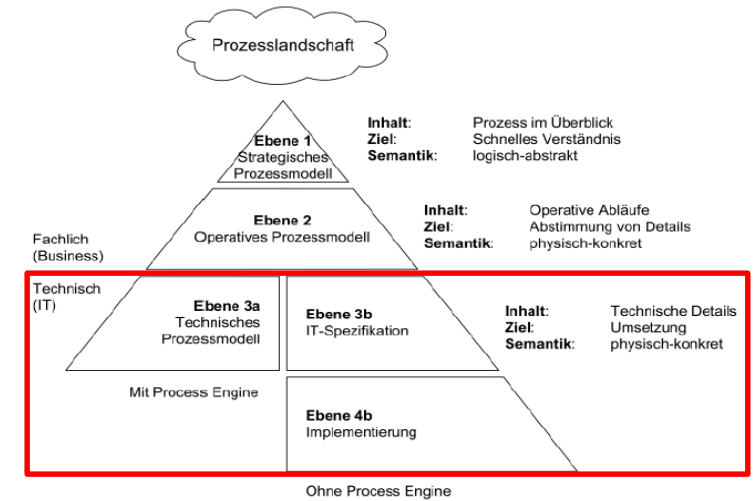 Prozesslandschaft
Ebene 1
Strategisches
Prozessmodell
Inhalt: Prozess im Überblick
Ziel: Schnelles Verständnis
Semantik: logisch-abstrakt
Ebene 2
Operatives Prozessmodell
Inhalt: Operative Abläufe
Ziel: Abstimmung von Details
Semantik: physisch-konkret
Fachlich
(Business)
Technisch
(IT)
Ebene 3a
Technisches
Prozessmodell
Ebene 3b
IT-Spezifikation
Inhalt: Technische Details
Ziel: Umsetzung
Semantik: physisch-konkret
Mit Process Engine
Ebene 4b
Implementierung
Ohne Process Engine